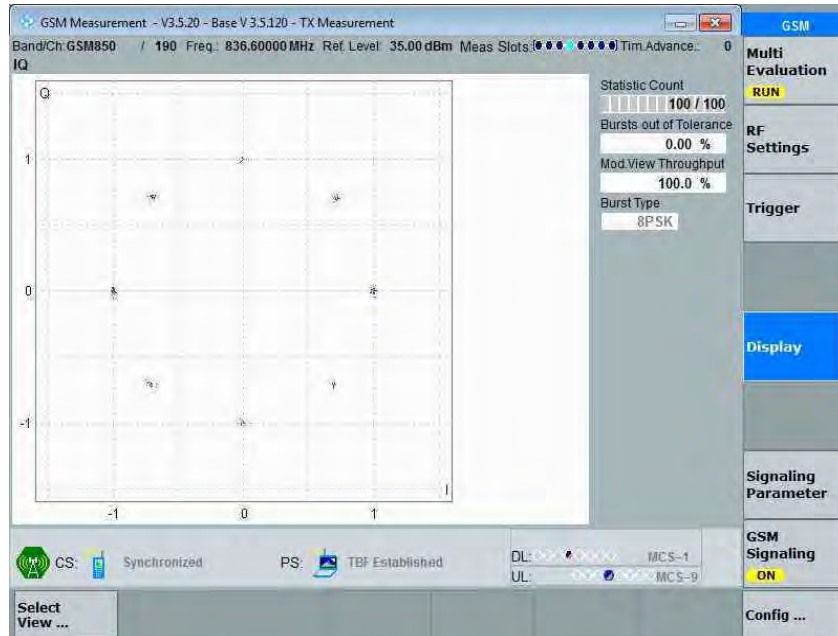 GSM Measurement - V3.5.20 - Base V 3.5.120 - TX Measurement
GSM
Band/Ch: GSM850 / 190 Freq.: 836.60000 MHz Ref. Level: 35.00 dBm Meas Slots: Tim.Advance.: 0
IQ
Multi
Evaluation
RUN
RF
Settings
Trigger
Display
Signaling
Parameter
GSM
Signaling
ON
Config ...
Statistic Count
100 / 100
Bursts out of Tolerance
0.00 %
Mod.View Throughput
100.0 %
Burst Type
8PSK
Q
1
0
-1
I
-1 0 1
CS: Synchronized PS: TBF Established
DL: MCS-1
UL: MCS-9
Select
View ...